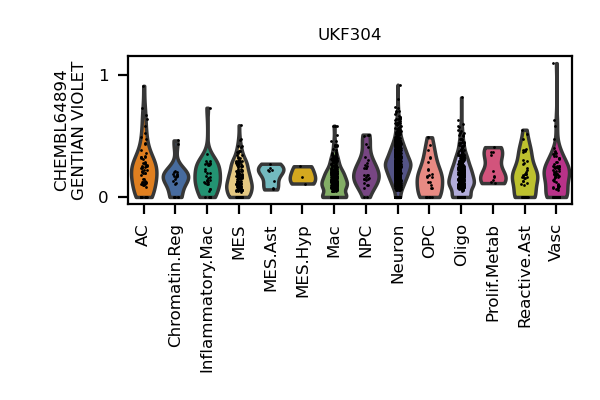 UKF304
CHEMBL64894
GENTIAN VIOLET
1
0
AC
Chromatin.Reg
Inflammatory.Mac
MES
MES.Ast
MES.Hyp
Mac
NPC
Neuron
OPC
Oligo
Prolif.Metab
Reactive.Ast
Vasc